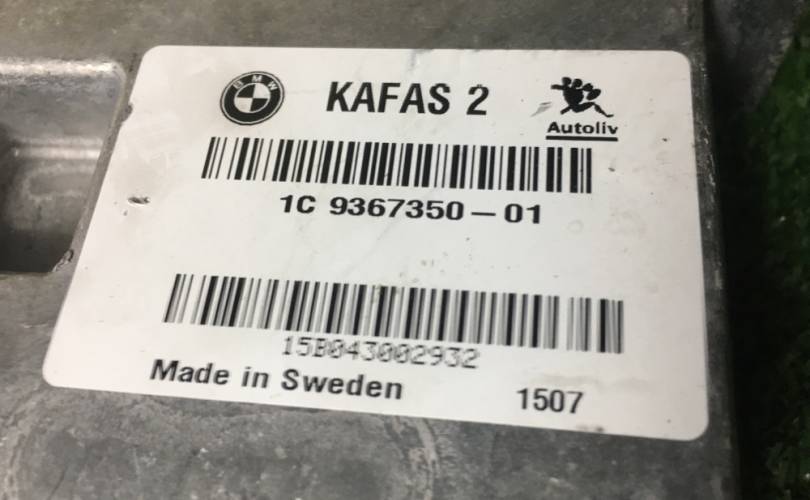 BMW
KAFAS 2
Autoliv
1C 9367350-01
15B043002932
Made in Sweden
1507